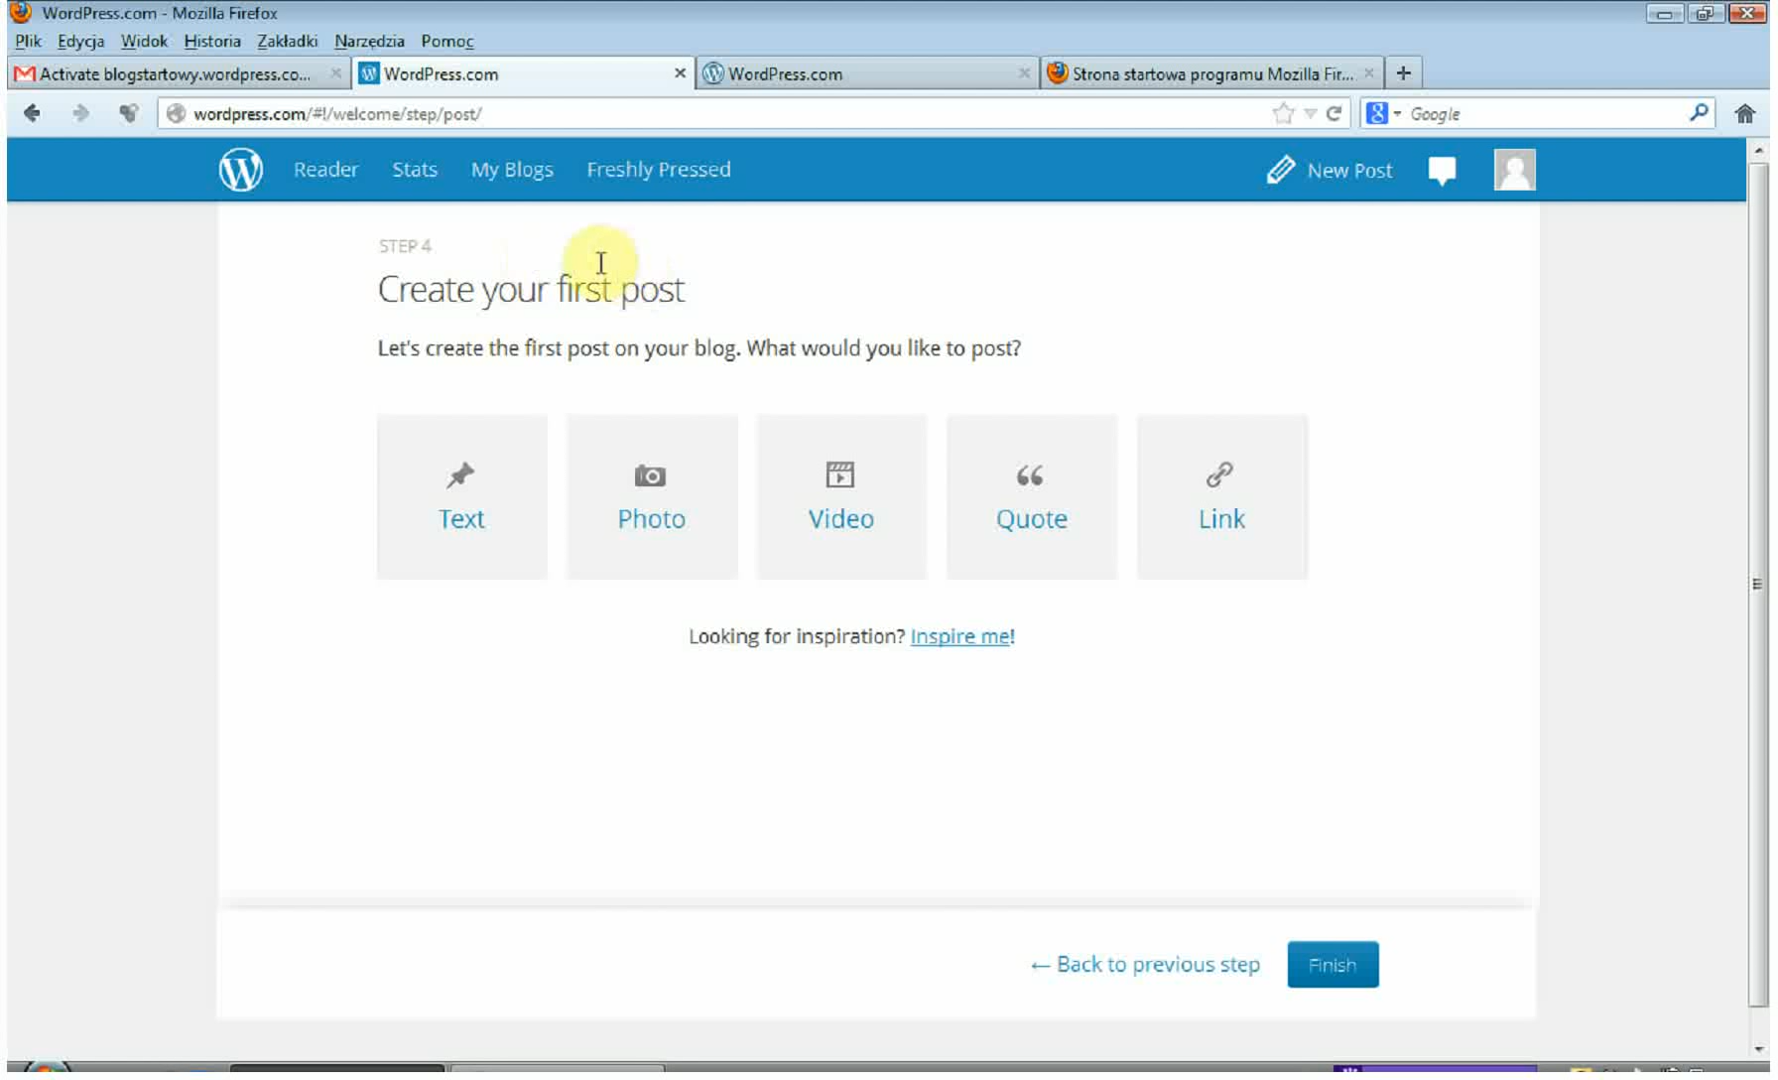 WordPress.com - Mozilla Firefox
Plik Edycja Widok Historia Zakładki Narzędzia Pomoc
Activate blogstartowy.wordpress.co... WordPress.com WordPress.com Strona startowa programu Mozilla Fir...
wordpress.com/#!/welcome/step/post/ Google
Reader Stats My Blogs Freshly Pressed New Post
STEP 4
Create your first post
Let's create the first post on your blog. What would you like to post?
Text Photo Video Quote Link
Looking for inspiration? Inspire me!
← Back to previous step Finish